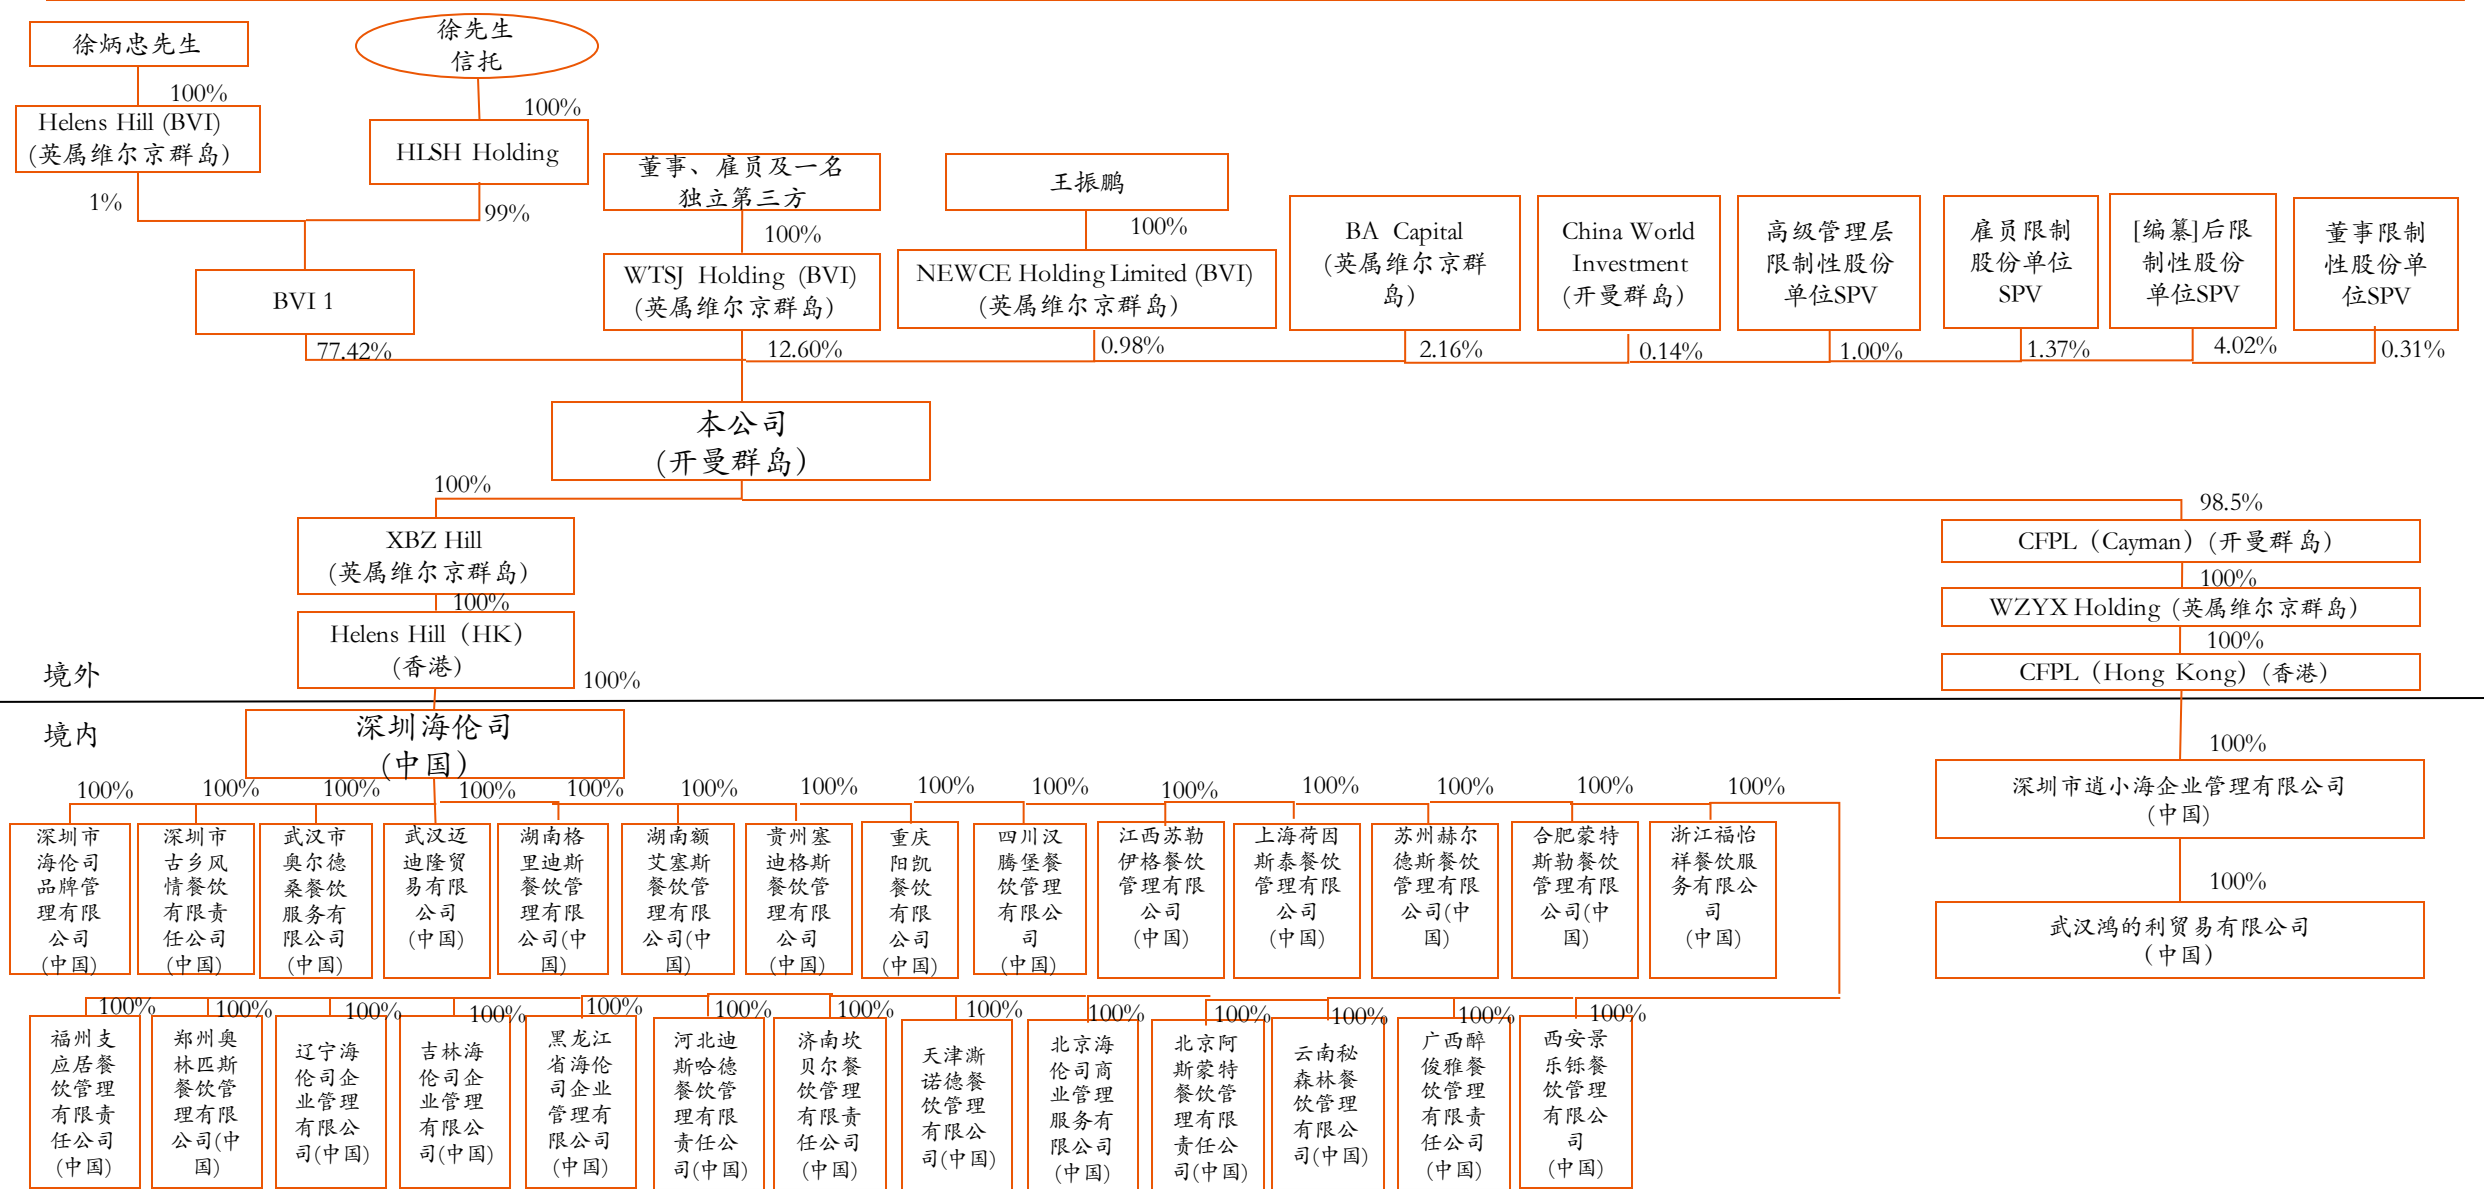 徐炳忠先生
徐先生
信托
100%
100%
Helens Hill (BVI)
(英属维尔京群岛)
HLSH Holding
1%
99%
董事、雇员及一名
独立第三方
王振鹏
100%
100%
BVI 1
WTSJ Holding (BVI)
(英属维尔京群岛)
NEWCE Holding Limited (BVI)
(英属维尔京群岛)
BA Capital
(英属维尔京群
岛)
China World
Investment
(开曼群岛)
高级管理层
限制性股份
单位SPV
雇员限制
股份单位
SPV
[编纂]后限
制性股份
单位SPV
董事限制
性股份单
位SPV
77.42%
12.60%
0.98%
2.16%
0.14%
1.00%
1.37%
4.02%
0.31%
本公司
(开曼群岛)
100%
98.5%
XBZ Hill
(英属维尔京群岛)
100%
Helens Hill（HK）
(香港)
100%
CFPL（Cayman）(开曼群岛)
100%
WZYX Holding (英属维尔京群岛)
100%
CFPL（Hong Kong）(香港)
境外
境内
深圳海伦司
(中国)
100%
深圳市逍小海企业管理有限公司
(中国)
100%
武汉鸿的利贸易有限公司
（中国）
100%
100%
100%
100%
100%
100%
100%
100%
100%
100%
100%
100%
100%
100%
深圳市
海伦司
品牌管
理有限
公司
(中国)
深圳市
古乡风
情餐饮
有限责
任公司
(中国)
武汉市
奥尔德
桑餐饮
服务有
限公司
(中国)
武汉迈
迪隆贸
易有限
公司
(中国)
湖南格
里迪斯
餐饮管
理有限
公司(中
国)
湖南额
艾塞斯
餐饮管
理有限
公司(中
国)
贵州塞
迪格斯
餐饮管
理有限
公司
(中国)
重庆
阳凯
餐饮
有限
公司
(中国)
四川汉
腾堡餐
饮管理
有限公
司
(中国)
江西苏勒
伊格餐饮
管理有限
公司
(中国)
上海荷因
斯泰餐饮
管理有限
公司
(中国)
苏州赫尔
德斯餐饮
管理有限
公司(中
国)
合肥蒙特
斯勒餐饮
管理有限
公司(中
国)
浙江福怡
祥餐饮服
务有限公
司
(中国)
100%
100%
100%
100%
100%
100%
100%
100%
100%
100%
100%
100%
100%
福州支
应居餐
饮管理
有限责
任公司
(中国)
郑州奥
林匹斯
餐饮管
理有限
公司(中
国)
辽宁海
伦司企
业管理
有限公
司(中国)
吉林海
伦司企
业管理
有限公
司(中国)
黑龙江
省海伦
司企业
管理有
限公司
(中国)
河北迪
斯哈德
餐饮管
理有限
责任公
司(中国)
济南坎
贝尔餐
饮管理
有限责
任公司
(中国)
天津澌
诺德餐
饮管理
有限公
司(中国)
北京海
伦司商
业管理
服务有
限公司
(中国)
北京阿
斯蒙特
餐饮管
理有限
责任公
司(中国)
云南秘
森林餐
饮管理
有限公
司(中国)
广西醉
俊雅餐
饮管理
有限责
任公司
(中国)
西安景
乐铄餐
饮管理
有限公
司
(中国)